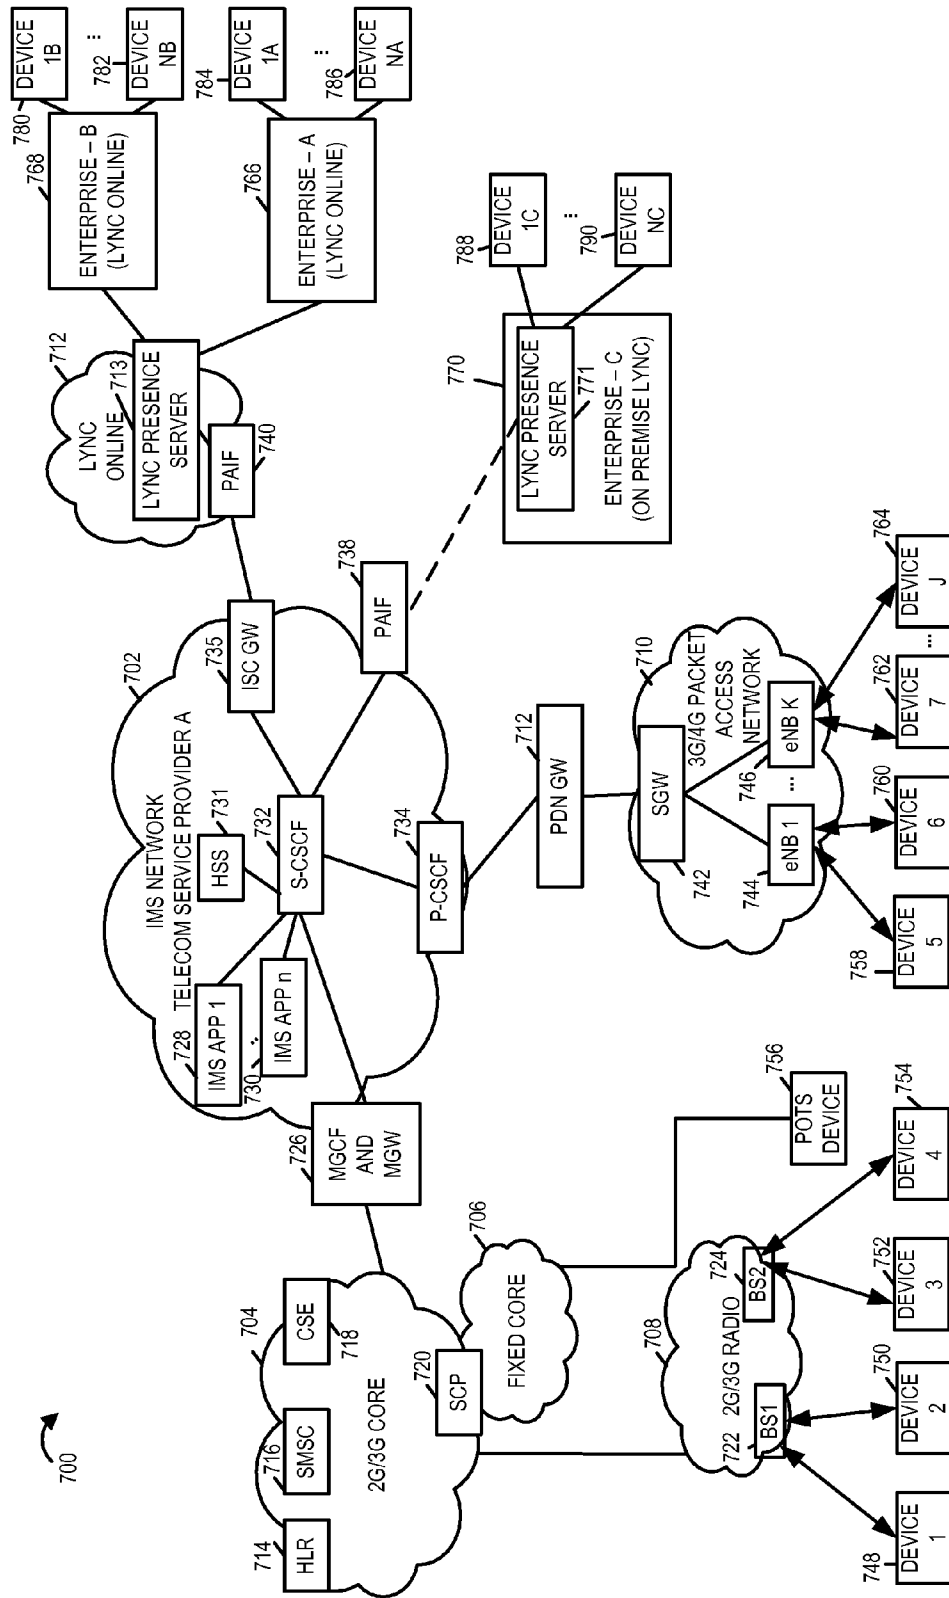 700
IMS NETWORK
TELECOM SERVICE PROVIDER A
702
IMS APP 1
728
IMS APP n
730
...
HSS
731
S-CSCF
732
ISC GW
735
P-CSCF
734
PAIF
738
MGCF
AND
MGW
726
LYNC
ONLINE
712
713
LYNC PRESENCE
SERVER
PAIF
740
ENTERPRISE – B
(LYNC ONLINE)
768
DEVICE
1B
780
...
DEVICE
NB
782
ENTERPRISE – A
(LYNC ONLINE)
766
DEVICE
1A
784
...
DEVICE
NA
786
770
LYNC PRESENCE
SERVER
771
ENTERPRISE – C
(ON PREMISE LYNC)
DEVICE
1C
788
...
DEVICE
NC
790
HLR
714
SMSC
716
CSE
718
704
2G/3G CORE
SCP
720
FIXED CORE
706
POTS
DEVICE
756
2G/3G RADIO
708
BS1
722
BS2
724
DEVICE
1
748
DEVICE
2
750
DEVICE
3
752
DEVICE
4
754
PDN GW
712
3G/4G PACKET
ACCESS
NETWORK
710
SGW
742
eNB 1
744
...
eNB K
746
DEVICE
5
758
DEVICE
6
760
DEVICE
7
762
...
DEVICE
J
764